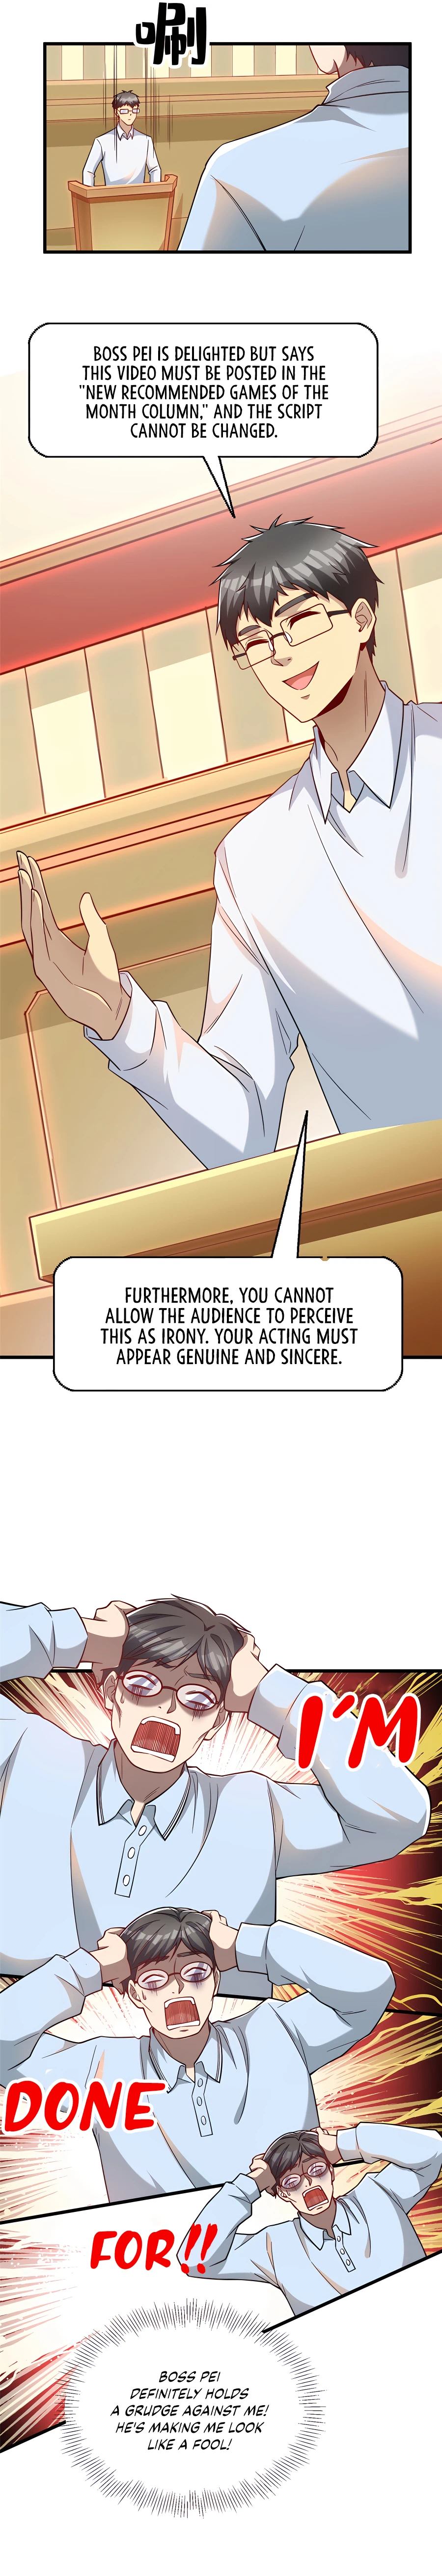 唰
BOSS PEI IS DELIGHTED BUT SAYS
THIS VIDEO MUST BE POSTED IN THE
"NEW RECOMMENDED GAMES OF THE
MONTH COLUMN," AND THE SCRIPT
CANNOT BE CHANGED.
FURTHERMORE, YOU CANNOT
ALLOW THE AUDIENCE TO PERCEIVE
THIS AS IRONY. YOUR ACTING MUST
APPEAR GENUINE AND SINCERE.
I'M
DONE
FOR!!
BOSS PEI
DEFINITELY HOLDS
A GRUDGE AGAINST ME!
HE'S MAKING ME LOOK
LIKE A FOOL!